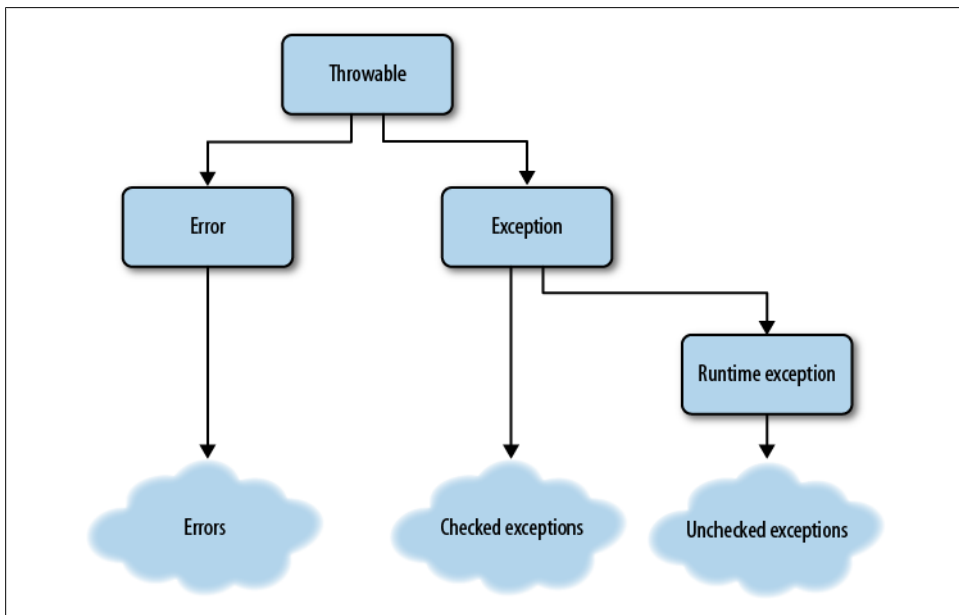 Throwable
Error
Exception
Runtime exception
Errors
Checked exceptions
Unchecked exceptions